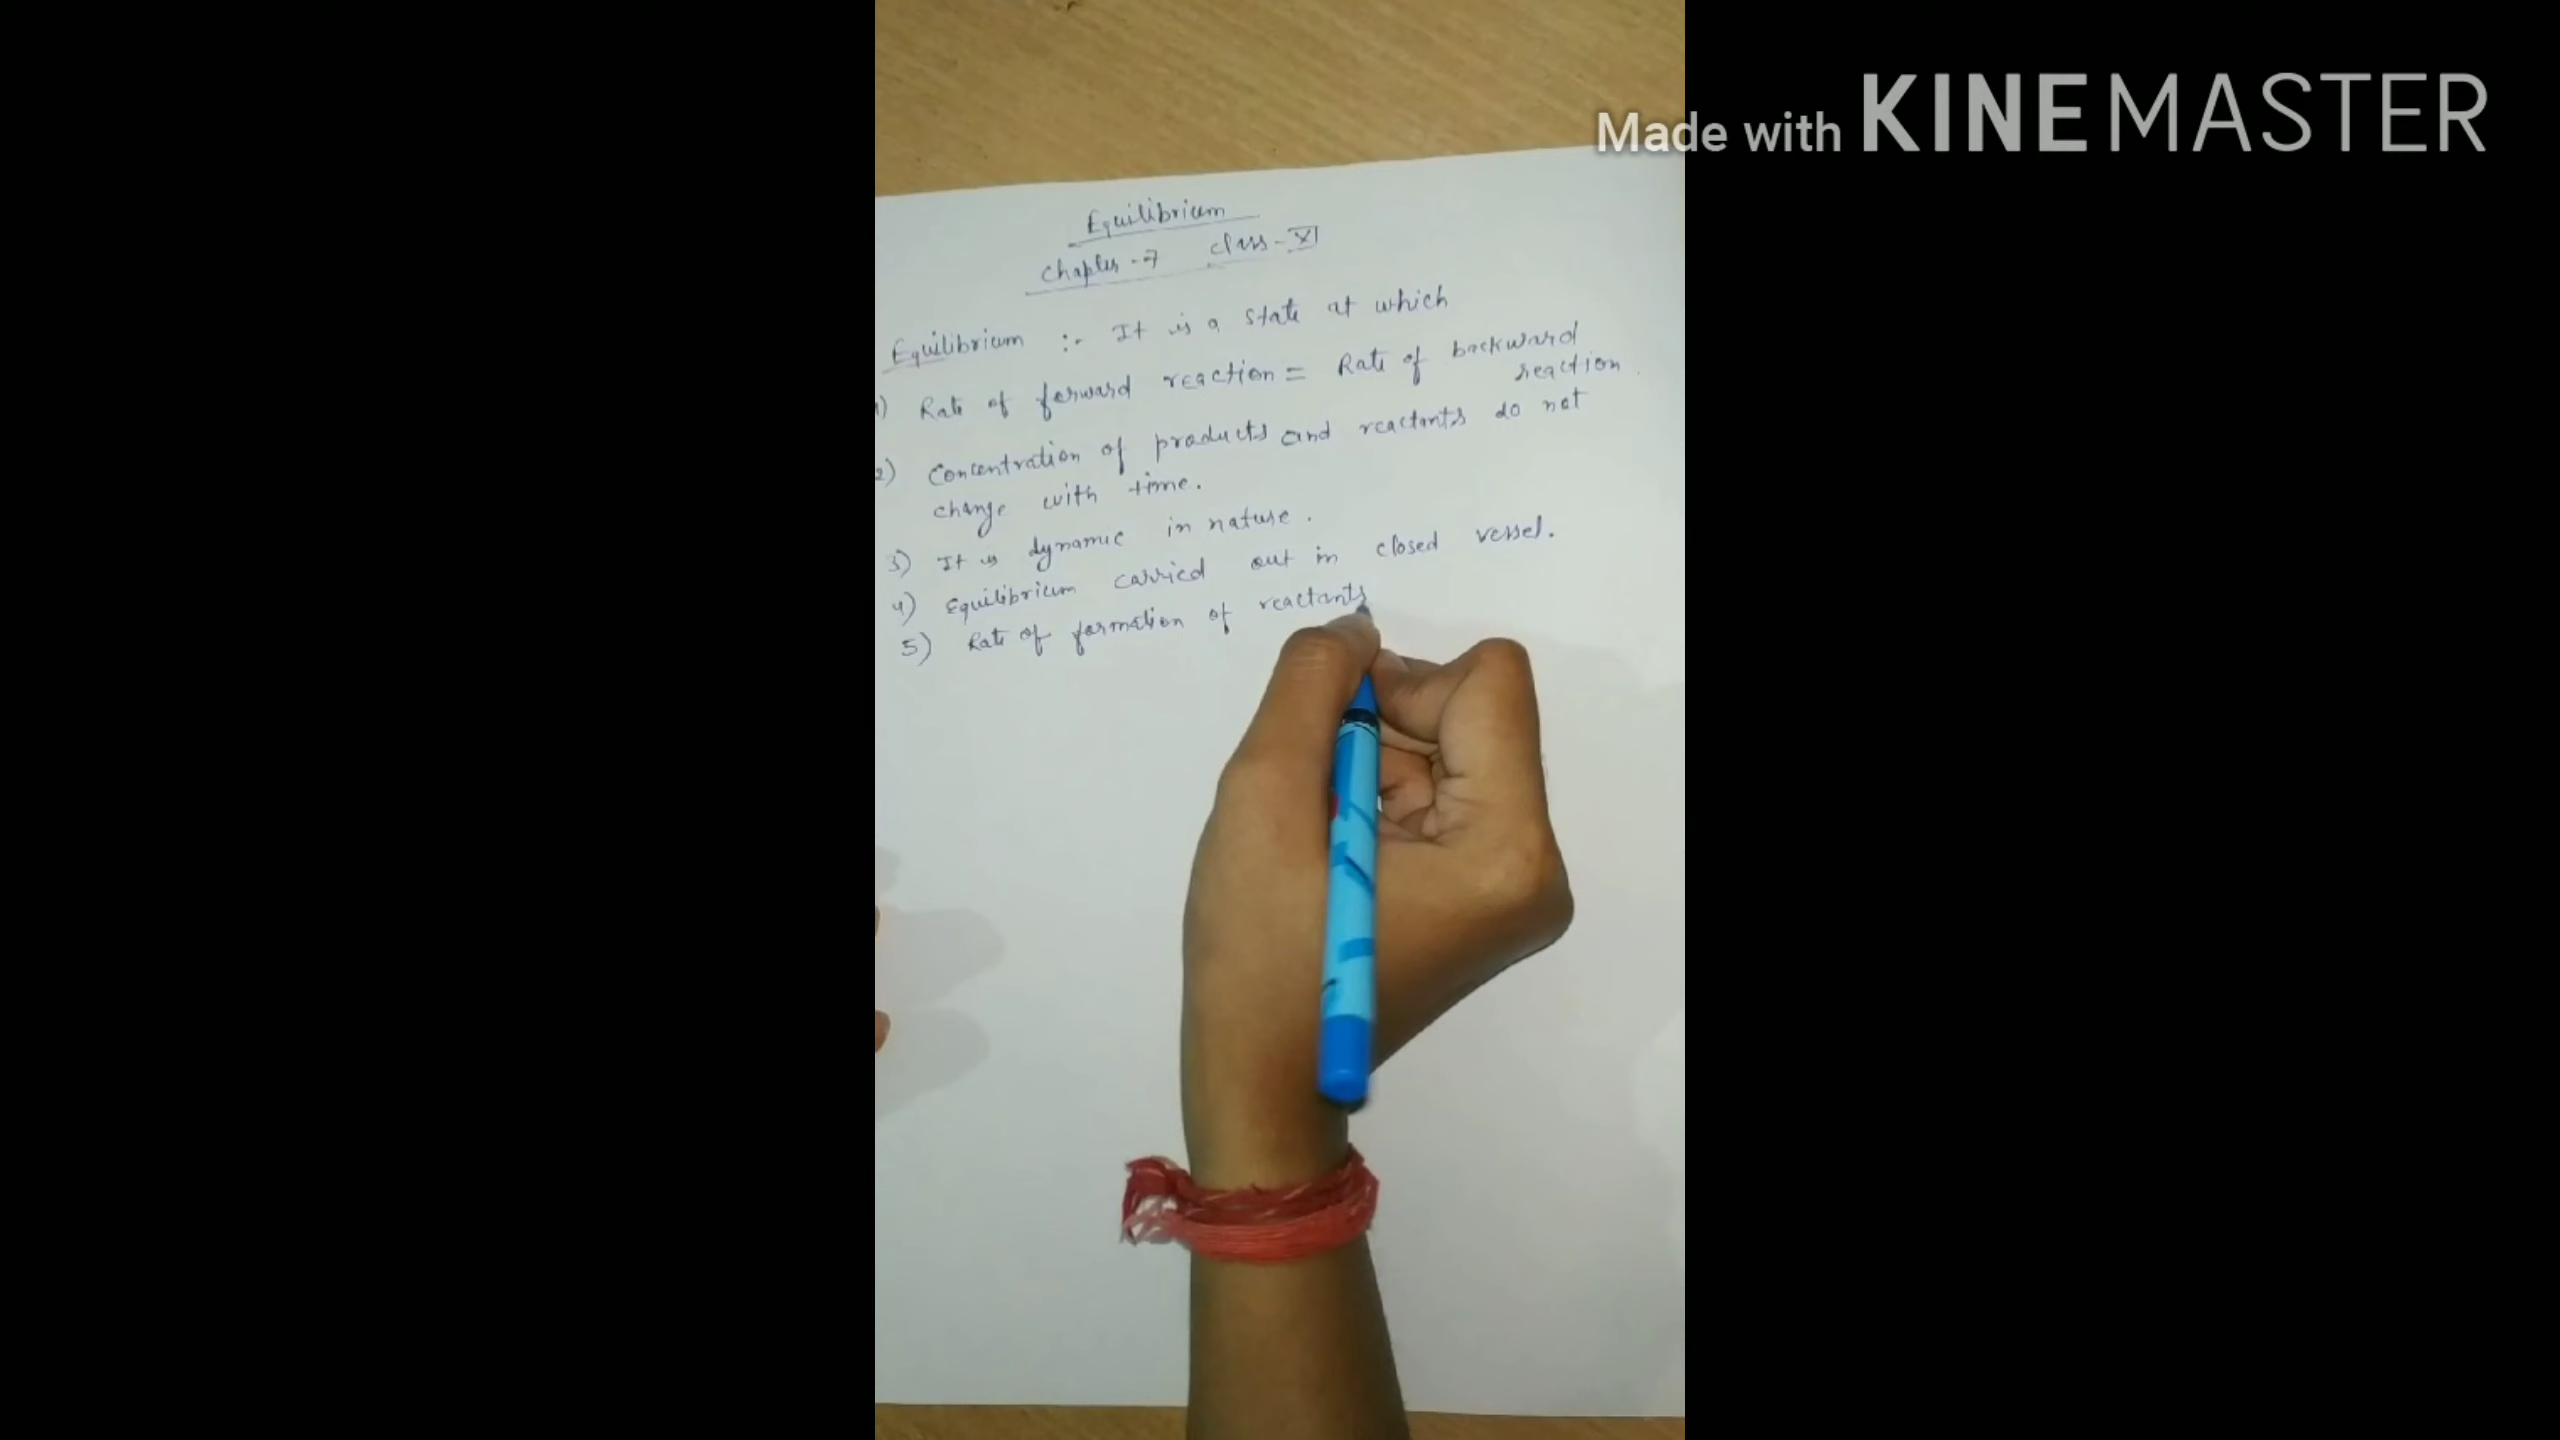 Made with KINEMASTER
Equilibrium
Chapter - 7 Class - XI
Equilibrium :- It is a state at which
1) Rate of forward reaction = Rate of backward
reaction.
2) Concentration of products and reactants do not
change with time.
3) It is dynamic in nature.
4) Equilibrium carried out in closed vessel.
5) Rate of formation of reactants